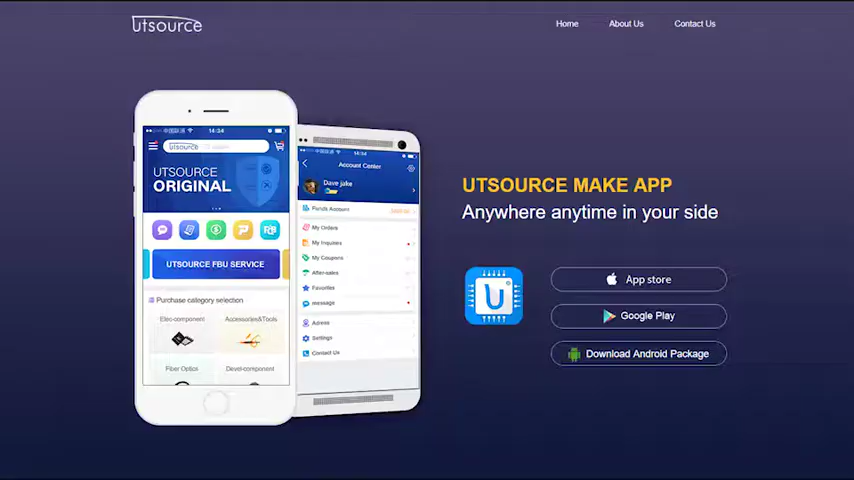 utsource
Home
About Us
Contact Us
14:34
utsource
UTSOURCE
ORIGINAL
UTSOURCE FBU SERVICE
Purchase category selection
Elec-component
Accessories&Tools
Fiber Optics
Devel-component
14:34
Account Center
Dave jake
Funds Account
My Orders
My Inquires
My Coupons
After-sales
Favorites
message
Adress
Settings
Contact Us
UTSOURCE MAKE APP
Anywhere anytime in your side
U
App store
Google Play
Download Android Package